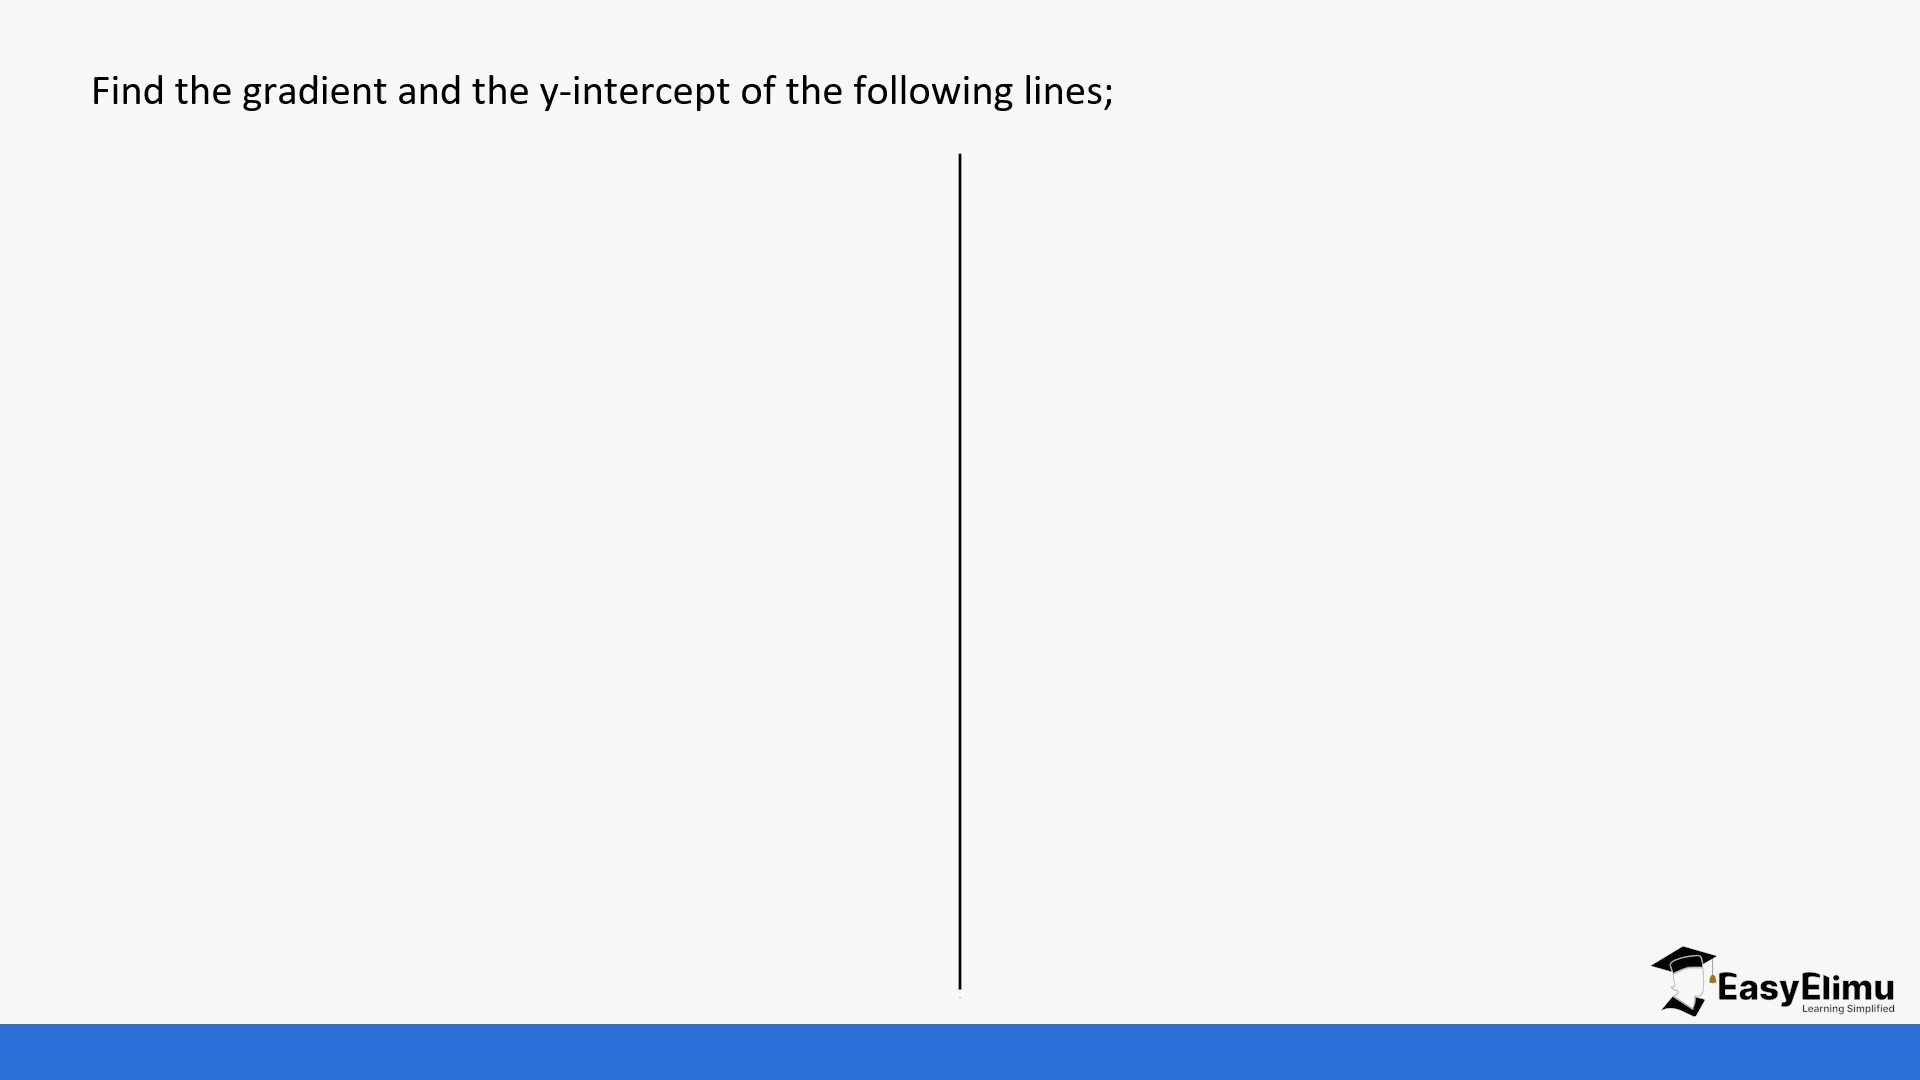 Find the gradient and the y-intercept of the following lines;
EasyElimu
Learning Simplified